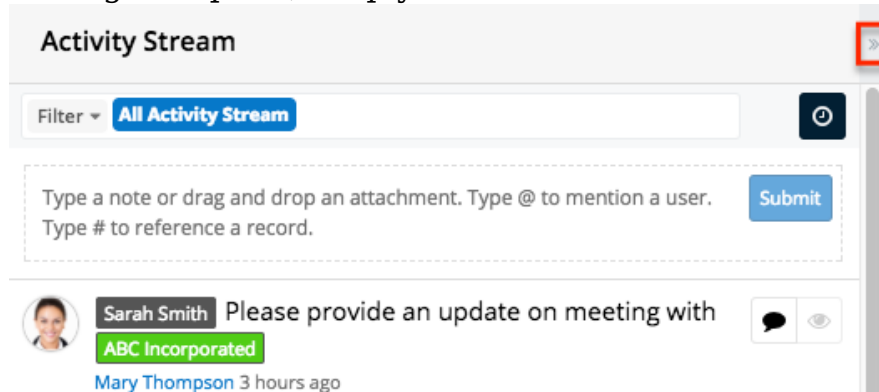 Activity Stream
»
Filter All Activity Stream
Type a note or drag and drop an attachment. Type @ to mention a user.
Submit
Type # to reference a record.
Sarah Smith Please provide an update on meeting with
ABC Incorporated
Mary Thompson 3 hours ago